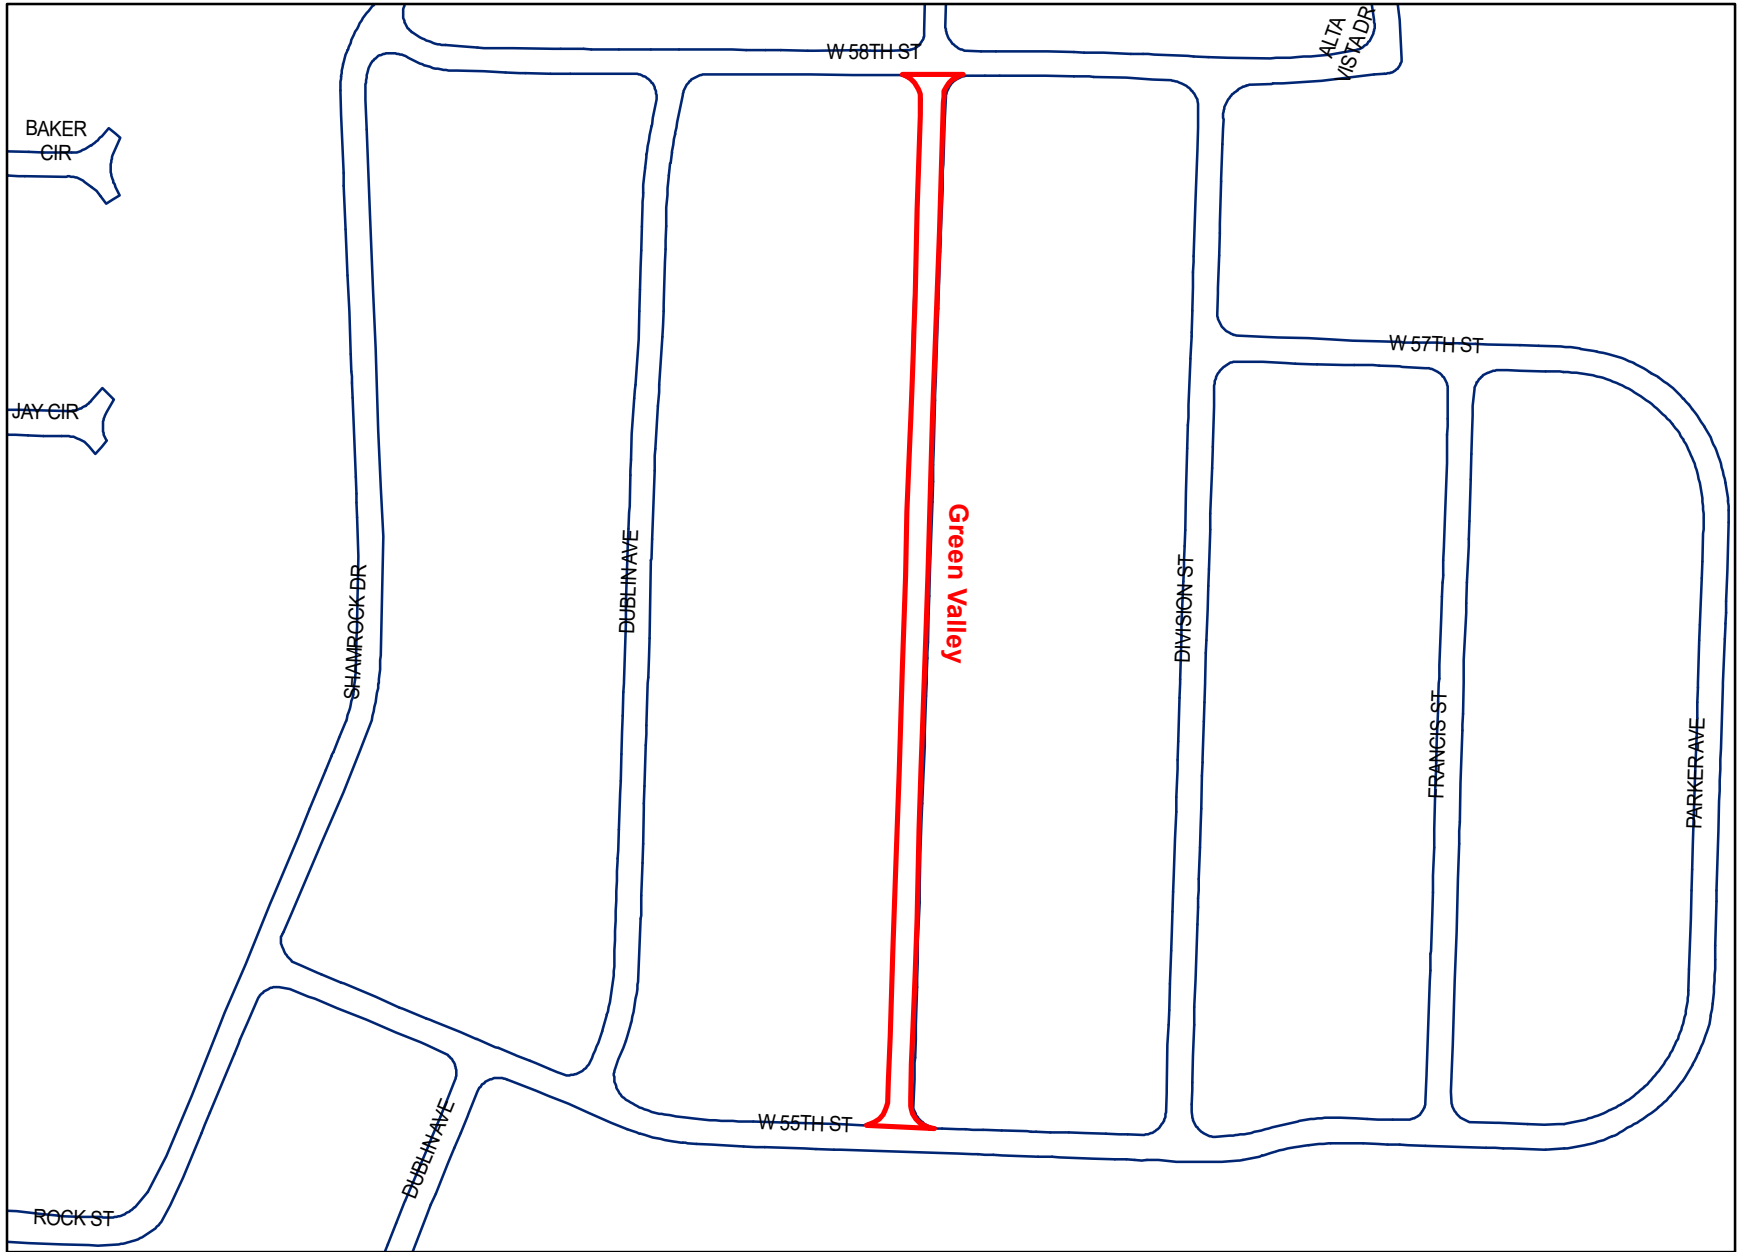 ALTA
VISTA DR
W 58TH ST
BAKER
CIR
W 57TH ST
JAY CIR
SHAMROCK DR
DUBLIN AVE
Green Valley
DIVISION ST
FRANCIS ST
PARKER AVE
W 55TH ST
DUBLIN AVE
ROCK ST